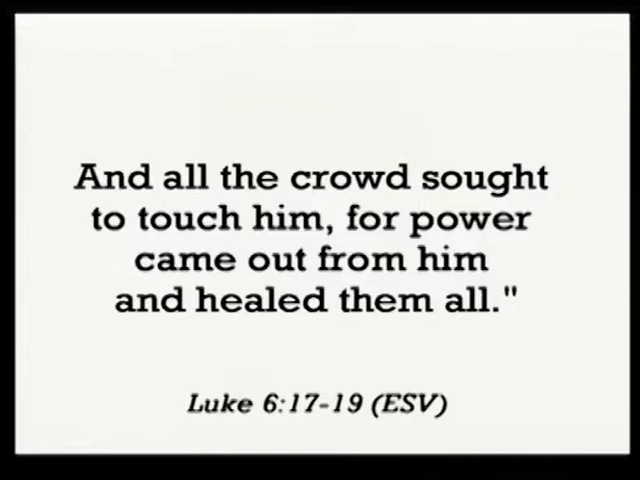 And all the crowd sought
to touch him, for power
came out from him
and healed them all."
Luke 6:17-19 (ESV)